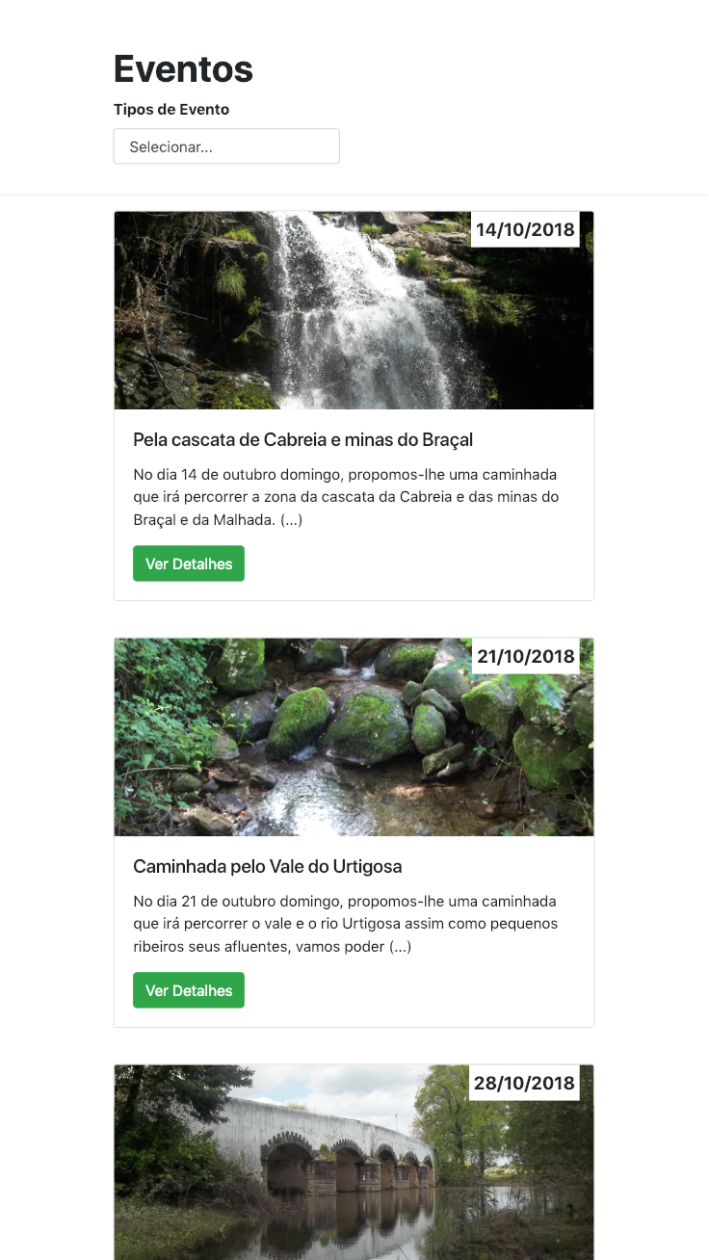 Eventos
Tipos de Evento
Selecionar...
14/10/2018
Pela cascata de Cabreia e minas do Braçal
No dia 14 de outubro domingo, propomos-lhe uma caminhada
que irá percorrer a zona da cascata da Cabreia e das minas do
Braçal e da Malhada. (...)
Ver Detalhes
21/10/2018
Caminhada pelo Vale do Urtigosa
No dia 21 de outubro domingo, propomos-lhe uma caminhada
que irá percorrer o vale e o rio Urtigosa assim como pequenos
ribeiros seus afluentes, vamos poder (...)
Ver Detalhes
28/10/2018